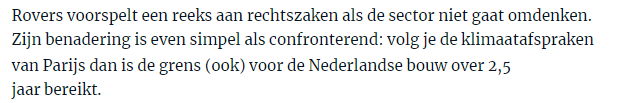 Rovers voorspelt een reeks aan rechtszaken als de sector niet gaat omdenken.
Zijn benadering is even simpel als confronterend: volg je de klimaatafspraken
van Parijs dan is de grens (ook) voor de Nederlandse bouw over 2,5
jaar bereikt.